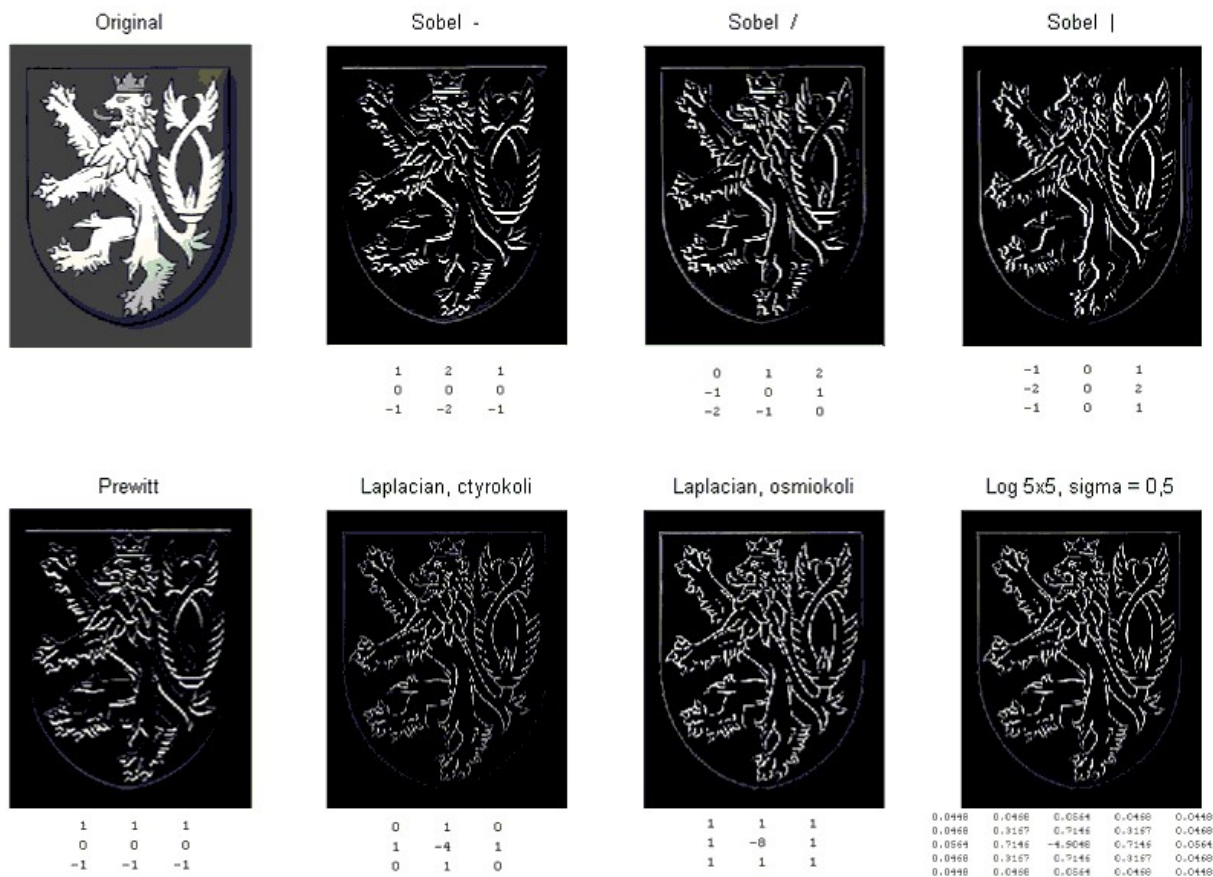 Original
Sobel -
Sobel /
Sobel |
1 2 1
0 0 0
-1 -2 -1
0 1 2
-1 0 1
-2 -1 0
-1 0 1
-2 0 2
-1 0 1
Prewitt
Laplacian, ctyrokoli
Laplacian, osmiokoli
Log 5x5, sigma = 0,5
1 1 1
0 0 0
-1 -1 -1
0 1 0
1 -4 1
0 1 0
1 1 1
1 -8 1
1 1 1
0.0448 0.0468 0.0564 0.0468 0.0448
0.0468 0.3167 0.7146 0.3167 0.0468
0.0564 0.7146 -4.9048 0.7146 0.0564
0.0468 0.3167 0.7146 0.3167 0.0468
0.0448 0.0468 0.0564 0.0468 0.0448